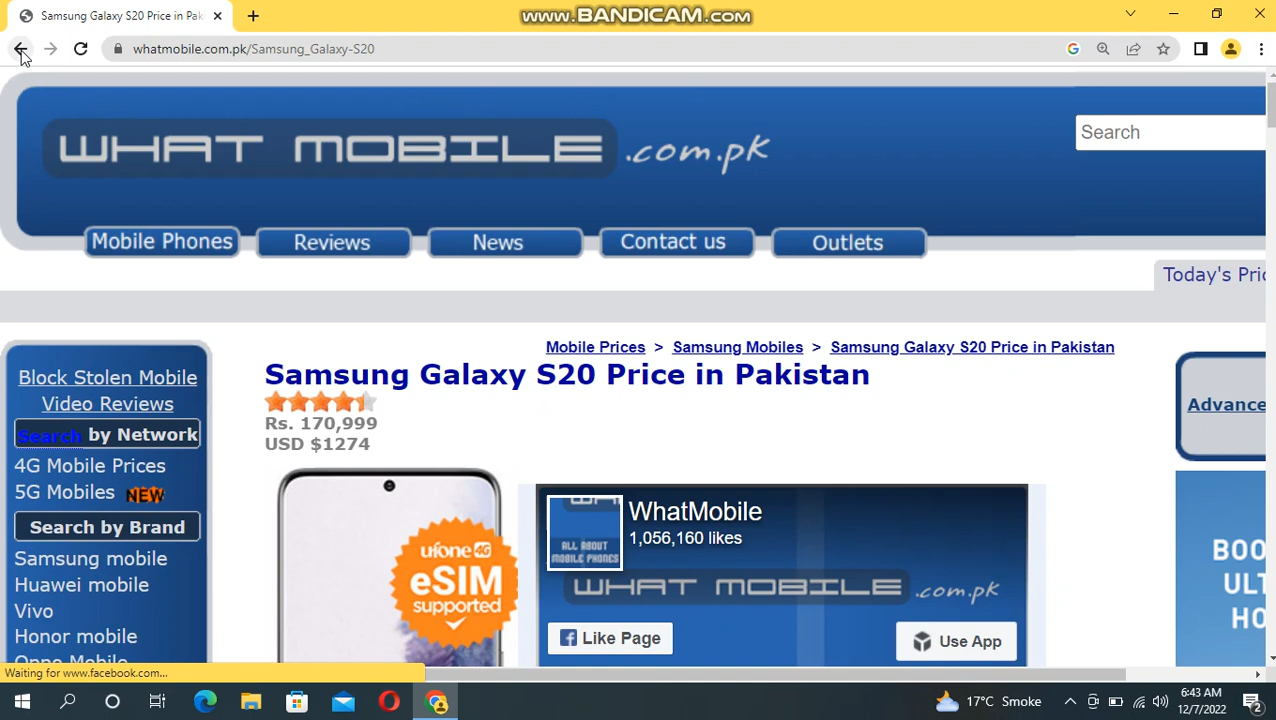 Samsung Galaxy S20 Price in Pak
www.BANDICAM.com
whatmobile.com.pk/Samsung_Galaxy-S20
WHAT MOBILE .com.pk
Search
Mobile Phones
Reviews
News
Contact us
Outlets
Today's Pric
Mobile Prices > Samsung Mobiles > Samsung Galaxy S20 Price in Pakistan
Samsung Galaxy S20 Price in Pakistan
Rs. 170,999
USD $1274
Block Stolen Mobile
Video Reviews
Search by Network
4G Mobile Prices
5G Mobiles NEW
Search by Brand
Samsung mobile
Huawei mobile
Vivo
Honor mobile
Oppo Mobile
ufone 4G
eSIM
supported
ALL ABOUT
MOBILE PHONES
WhatMobile
1,056,160 likes
WHAT MOBILE .com.pk
Like Page
Use App
Advance
BOO
ULT
HO
Waiting for www.facebook.com...
17°C Smoke
6:43 AM
12/7/2022
2